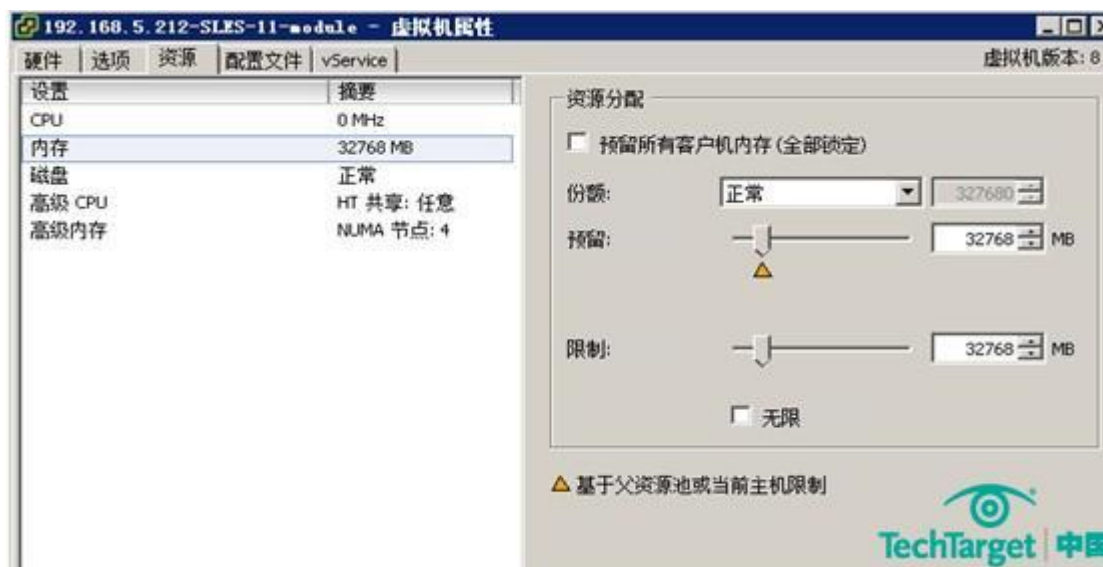 192.168.5.212-SLES-11-module - 虚拟机属性
硬件 选项 资源 配置文件 vService 虚拟机版本: 8
设置 摘要
CPU 0 MHz
内存 32768 MB
磁盘 正常
高级 CPU HT 共享: 任意
高级内存 NUMA 节点: 4
资源分配
预留所有客户机内存(全部锁定)
份额: 正常 327680
预留: 32768 MB
限制: 32768 MB
无限
基于父资源池或当前主机限制
TechTarget 中国